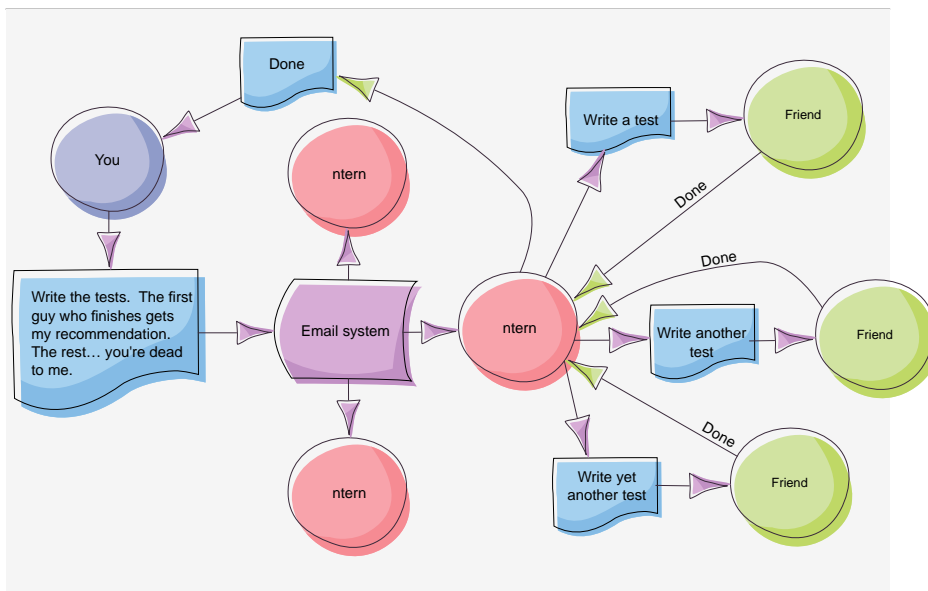 Done
You
ntern
Write a test
Friend
Done
Write the tests.  The first
guy who finishes gets
my recommendation.
The rest… you're dead
to me.
Email system
ntern
Done
Write another
test
Friend
Done
ntern
Write yet
another test
Friend